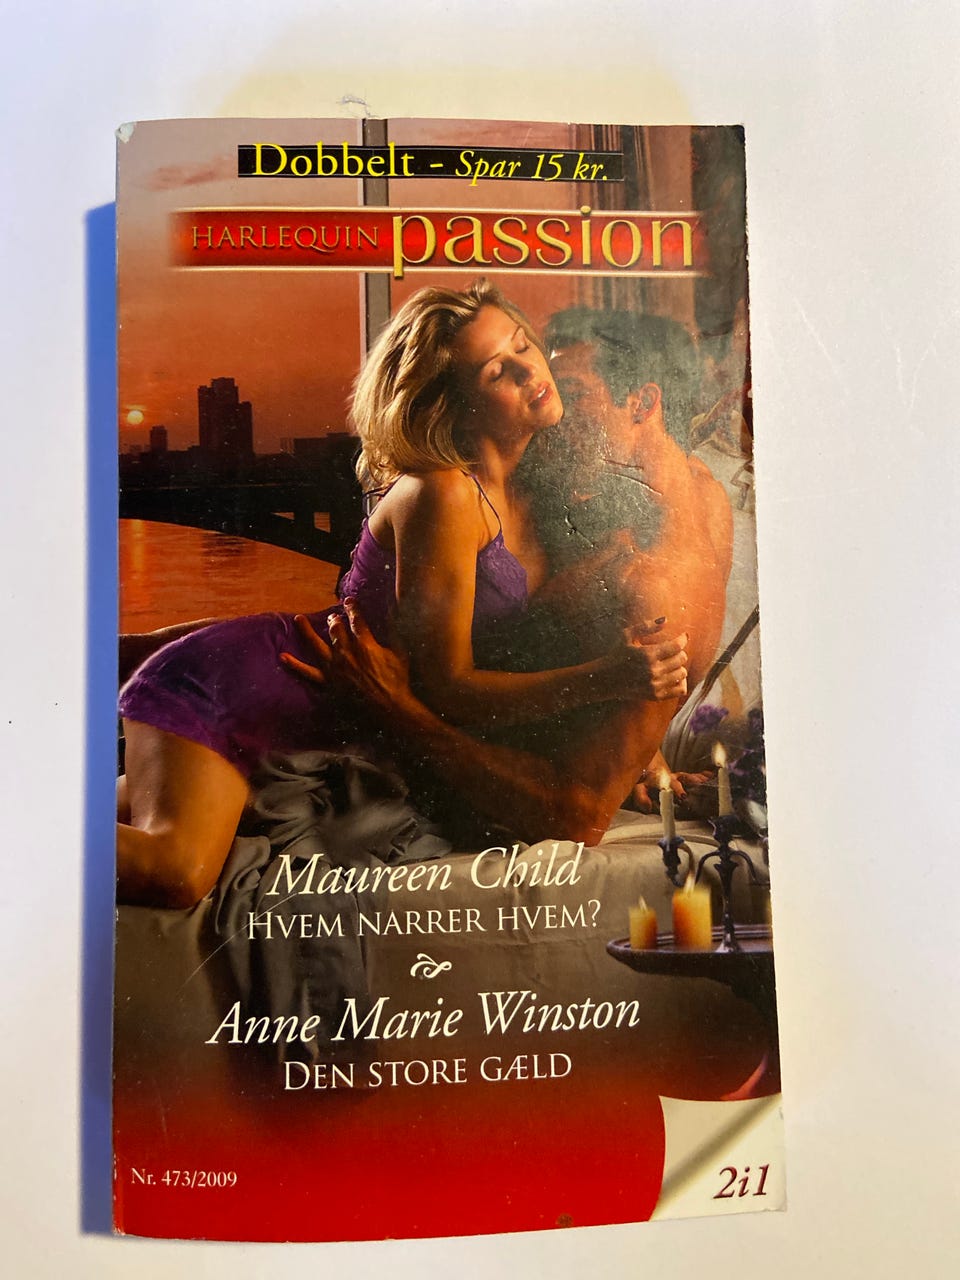 Dobbelt - Spar 15 kr.
HARLEQUIN passion
Maureen Child
HVEM NARRER HVEM?
&
Anne Marie Winston
DEN STORE GÆLD
Nr. 473/2009
2i1